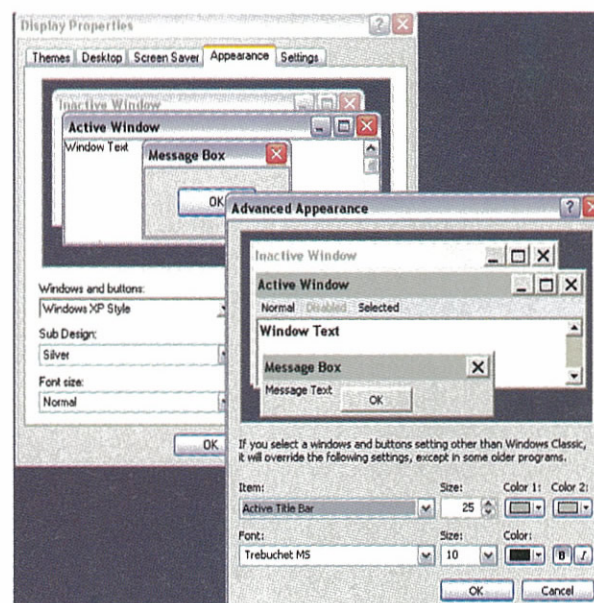 Display Properties
Themes Desktop Screen Saver Appearance Settings
Inactive Window
Active Window
Window Text
Message Box
OK
Windows and buttons:
Windows XP Style
Sub Design:
Silver
Font size:
Normal
OK
Advanced Appearance
Inactive Window
Active Window
Normal Disabled Selected
Window Text
Message Box
Message Text
OK
If you select a windows and buttons setting other than Windows Classic,
it will override the following settings, except in some older programs.
Item: Size: Color 1: Color 2:
Active Title Bar 25
Font: Size: Color:
Trebuchet MS 10 B I
OK Cancel